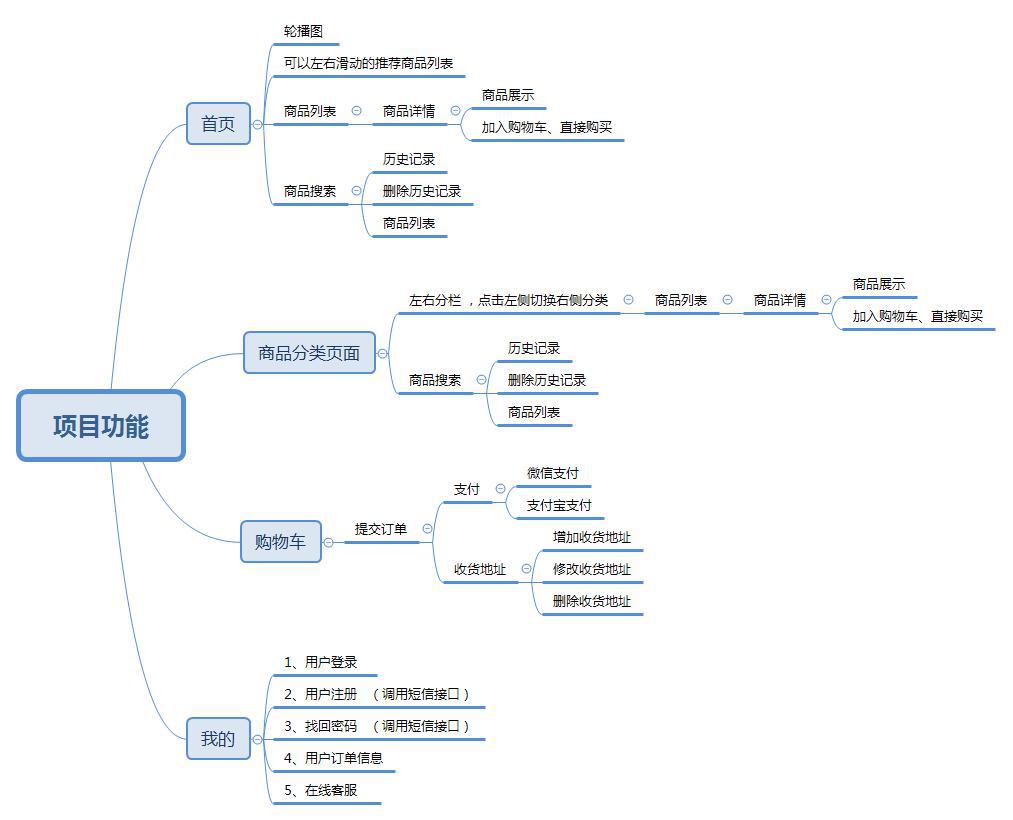 项目功能
首页
轮播图
可以左右滑动的推荐商品列表
商品列表
商品详情
商品展示
加入购物车、直接购买
商品搜索
历史记录
删除历史记录
商品列表
商品分类页面
左右分栏 ，点击左侧切换右侧分类
商品列表
商品详情
商品展示
加入购物车、直接购买
商品搜索
历史记录
删除历史记录
商品列表
购物车
提交订单
支付
微信支付
支付宝支付
收货地址
增加收货地址
修改收货地址
删除收货地址
我的
1、用户登录
2、用户注册 （调用短信接口）
3、找回密码 （调用短信接口）
4、用户订单信息
5、在线客服